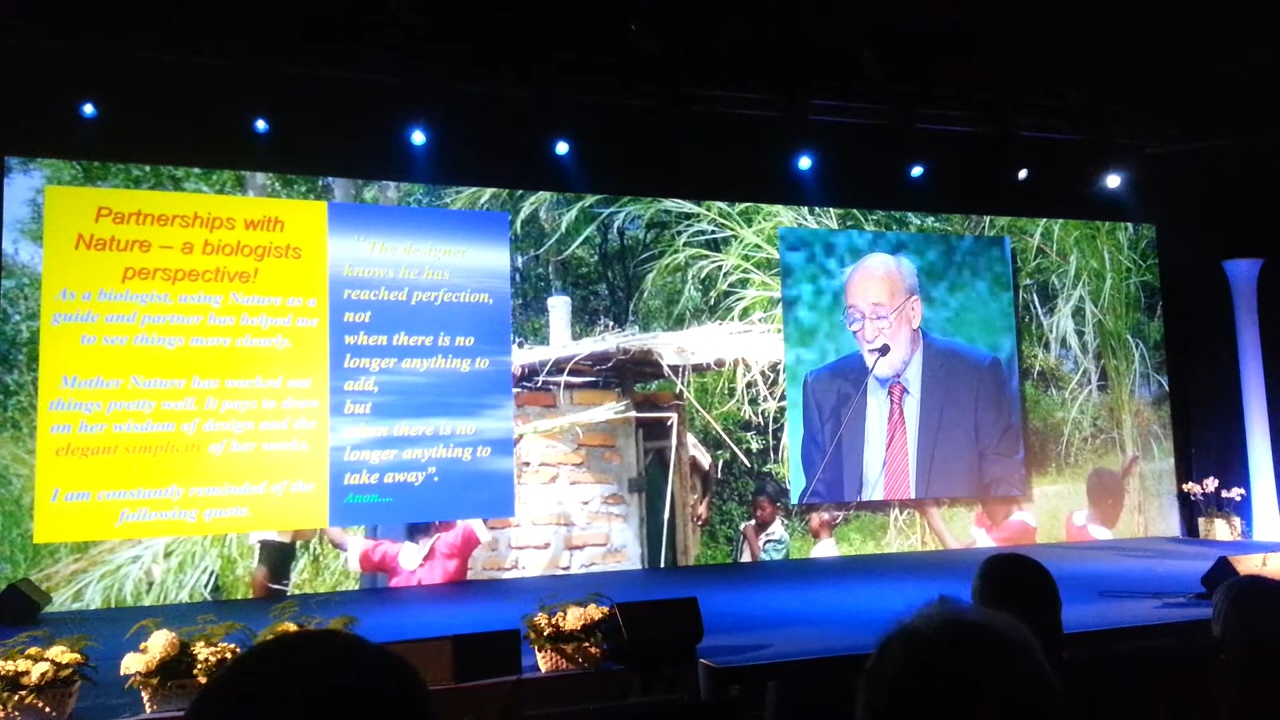 Partnerships with
Nature – a biologists
perspective!
As a biologist, using Nature as a
guide and partner has helped me
to see things more clearly.
Mother Nature has worked out
things pretty well. It pays to draw
on her wisdom of design and the
elegant simplicity of her works.
I am constantly reminded of the
following quote.
"The designer
knows he has
reached perfection,
not
when there is no
longer anything to
add,
but
when there is no
longer anything to
take away".
Anon....